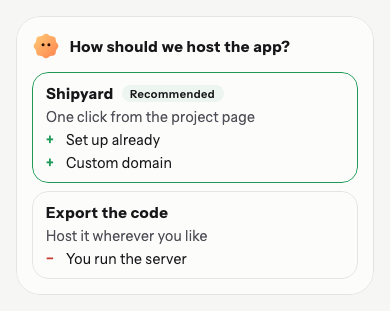 How should we host the app?
Shipyard Recommended
One click from the project page
+ Set up already
+ Custom domain
Export the code
Host it wherever you like
− You run the server